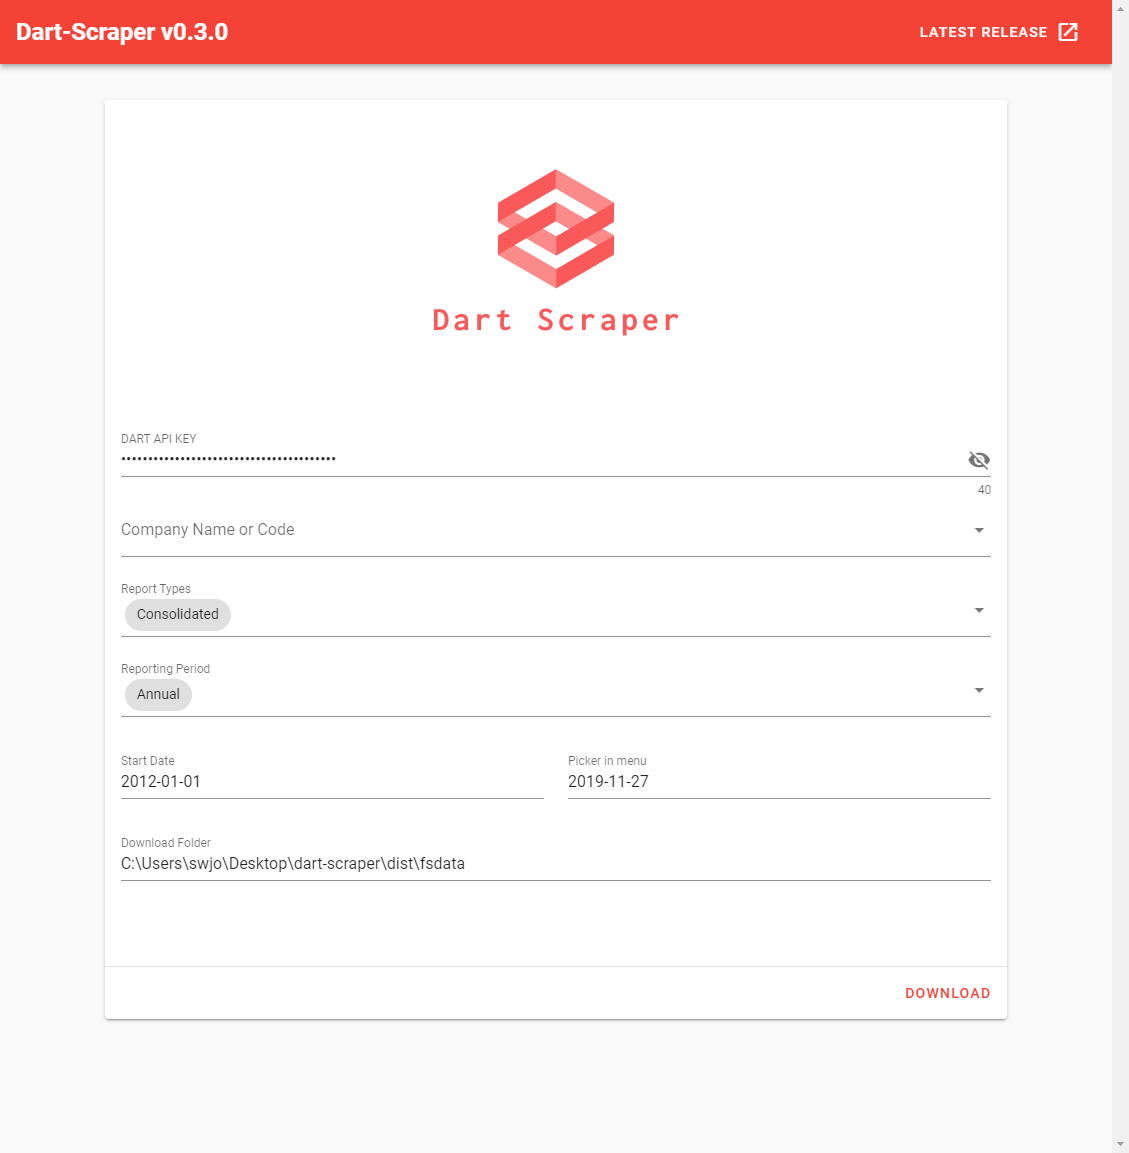 Dart-Scraper v0.3.0
LATEST RELEASE
Dart Scraper
DART API KEY
••••••••••••••••••••••••••••••••••••••••
40
Company Name or Code
Report Types
Consolidated
Reporting Period
Annual
Start Date
Picker in menu
2012-01-01
2019-11-27
Download Folder
C:\Users\swjo\Desktop\dart-scraper\dist\fsdata
DOWNLOAD